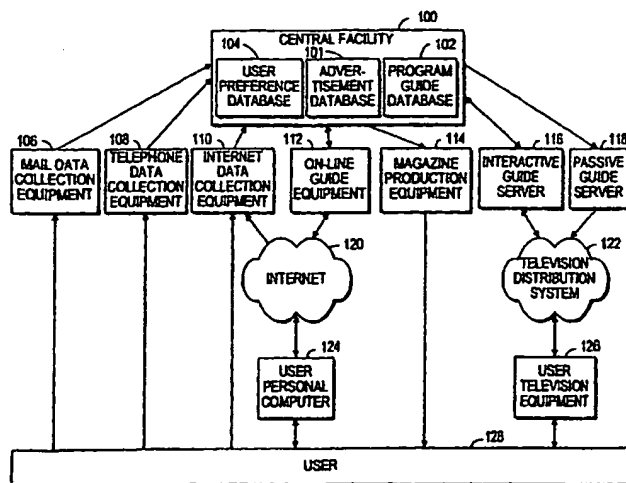 100
CENTRAL FACILITY
104
101
102
USER
PREFERENCE
DATABASE
ADVER-
TISEMENT
DATABASE
PROGRAM
GUIDE
DATABASE
106
108
110
112
114
116
118
MAIL DATA
COLLECTION
EQUIPMENT
TELEPHONE
DATA
COLLECTION
EQUIPMENT
INTERNET
DATA
COLLECTION
EQUIPMENT
ON-LINE
GUIDE
EQUIPMENT
MAGAZINE
PRODUCTION
EQUIPMENT
INTERACTIVE
GUIDE
SERVER
PASSIVE
GUIDE
SERVER
120
INTERNET
122
TELEVISION
DISTRIBUTION
SYSTEM
124
USER
PERSONAL
COMPUTER
126
USER
TELEVISION
EQUIPMENT
128
USER